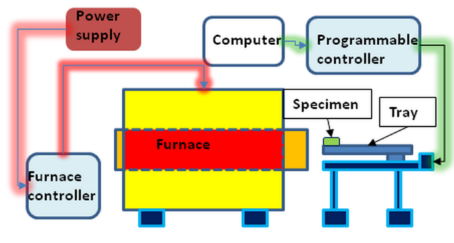 Power
supply
Computer
Programmable
controller
Specimen
Tray
Furnace
Furnace
controller